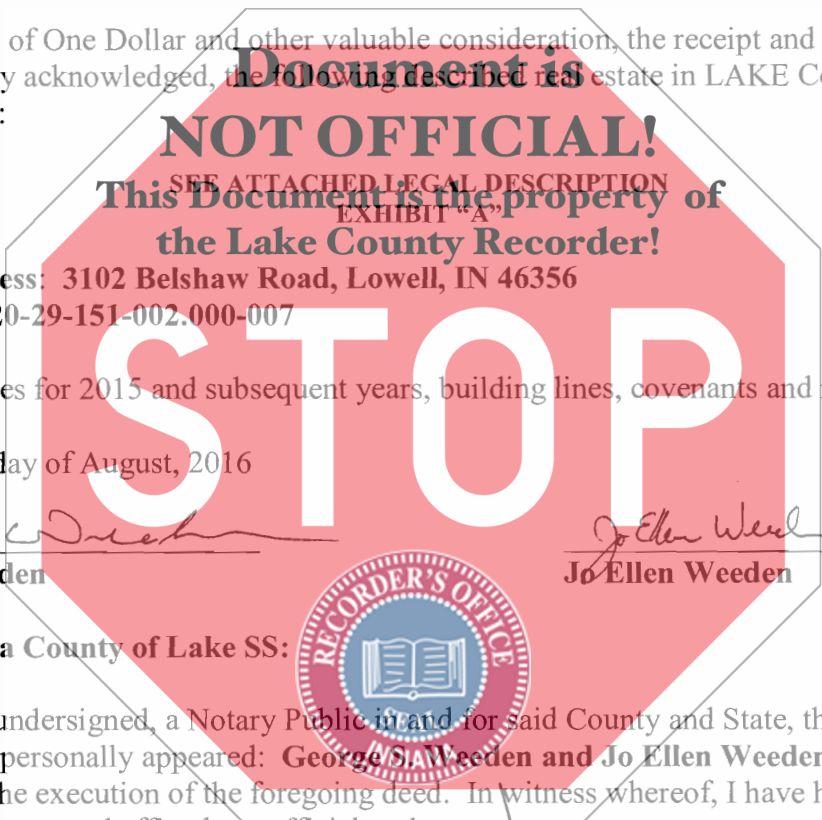 of One Dollar and other valuable consideration, the receipt and
y acknowledged, the following described real estate in LAKE Co
Document is
:
NOT OFFICIAL!
SEE ATTACHED LEGAL DESCRIPTION
This Document is the property of
EXHIBIT “A”
the Lake County Recorder!
ess: 3102 Belshaw Road, Lowell, IN 46356
20-29-151-002.000-007
STOP
es for 2015 and subsequent years, building lines, covenants and
day of August, 2016
Jo Ellen Weed
den
Jo Ellen Weeden
RECORDER'S OFFICE
a County of Lake SS:
SEAL
INDIANA
undersigned, a Notary Public in and for said County and State, th
personally appeared: George S. Weeden and Jo Ellen Weeden
he execution of the foregoing deed. In witness whereof, I have h